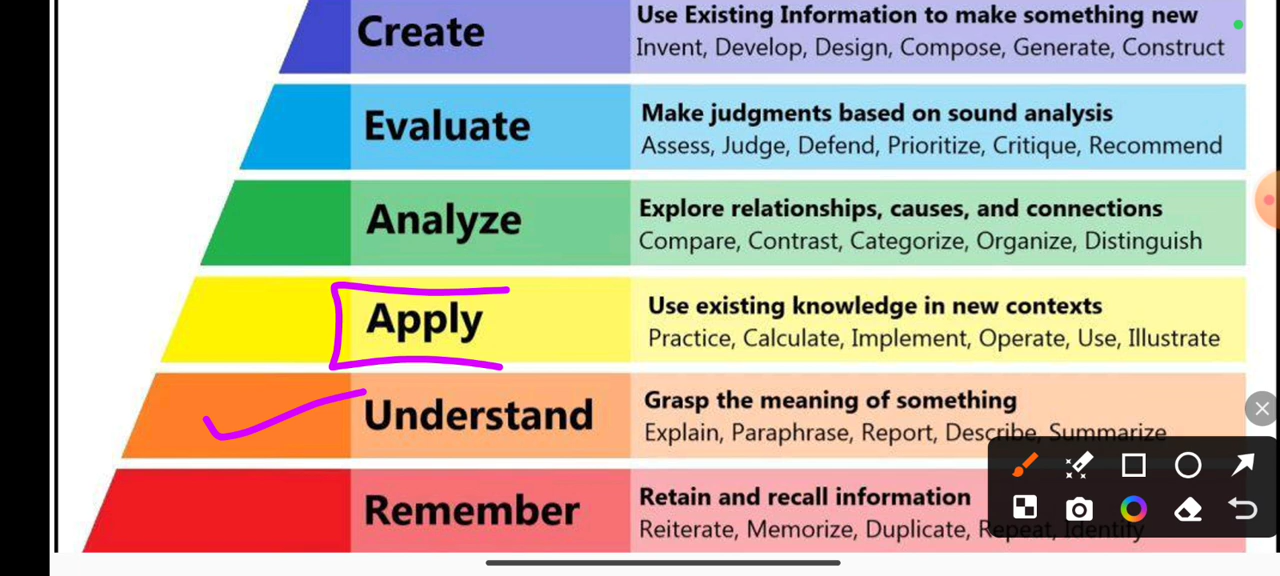 Create
Use Existing Information to make something new
Invent, Develop, Design, Compose, Generate, Construct
Evaluate
Make judgments based on sound analysis
Assess, Judge, Defend, Prioritize, Critique, Recommend
Analyze
Explore relationships, causes, and connections
Compare, Contrast, Categorize, Organize, Distinguish
Apply
Use existing knowledge in new contexts
Practice, Calculate, Implement, Operate, Use, Illustrate
Understand
Grasp the meaning of something
Explain, Paraphrase, Report, Describe, Summarize
Remember
Retain and recall information
Reiterate, Memorize, Duplicate, Repeat, Identify